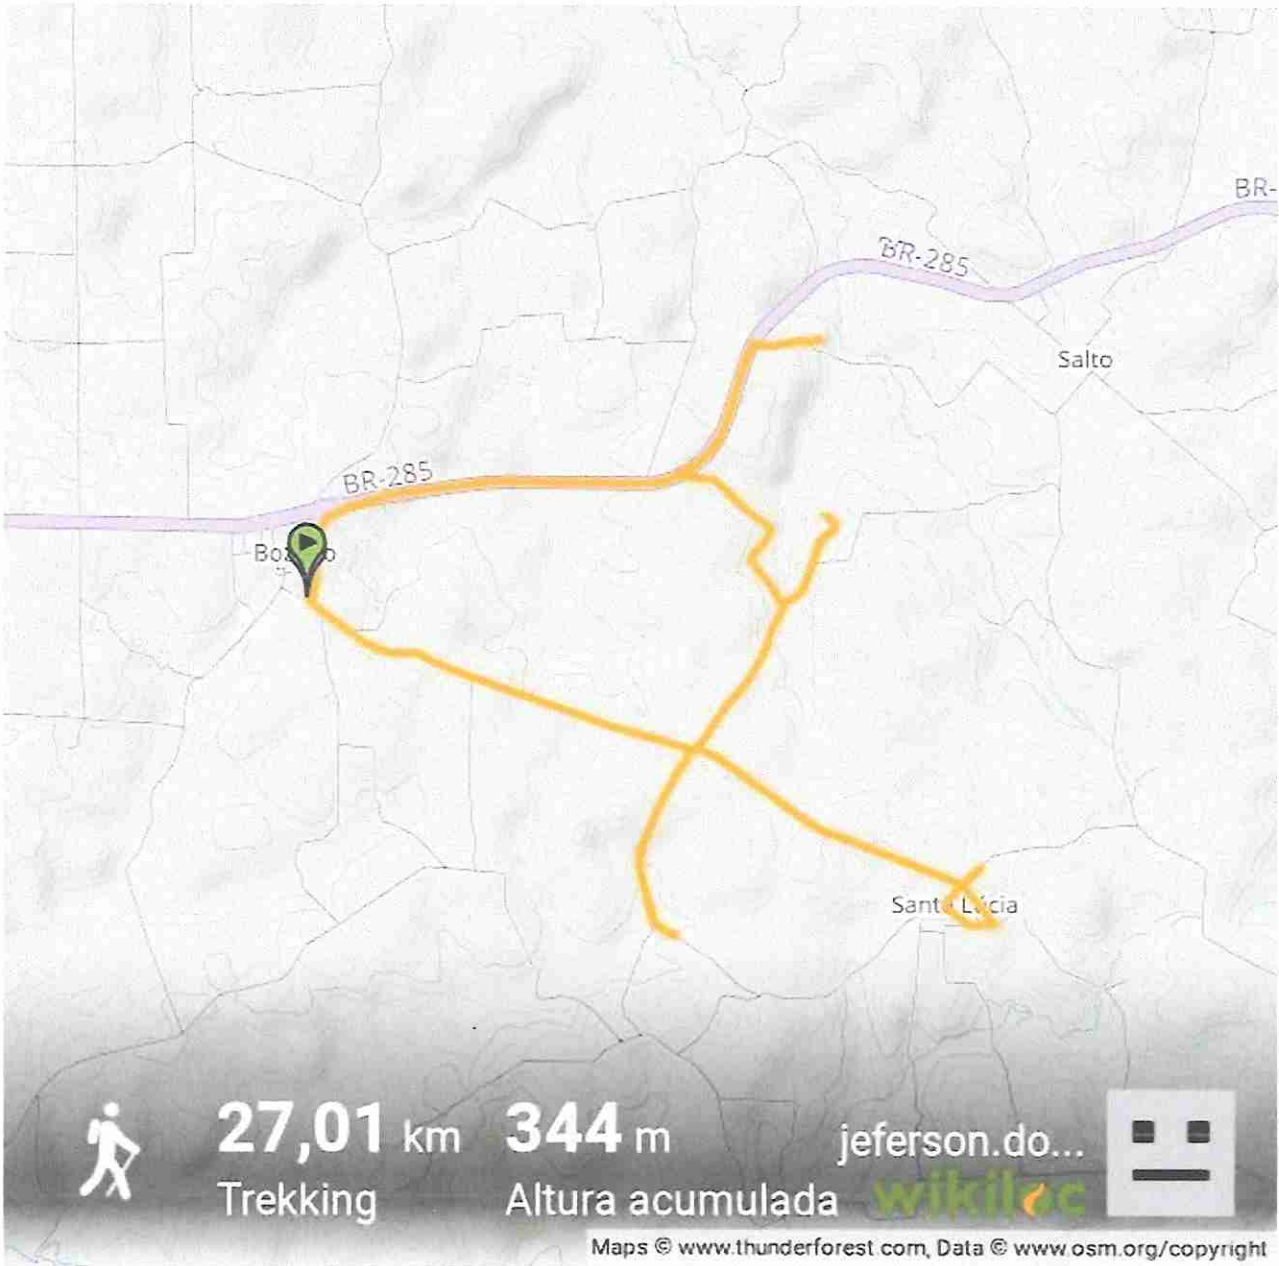 BR-
BR-285
Salto
BR-285
Santa Lúcia
27,01 km
344 m
jeferson.do...
Trekking
Altura acumulada
wikiloc
Maps © www.thunderforest.com, Data © www.osm.org/copyright